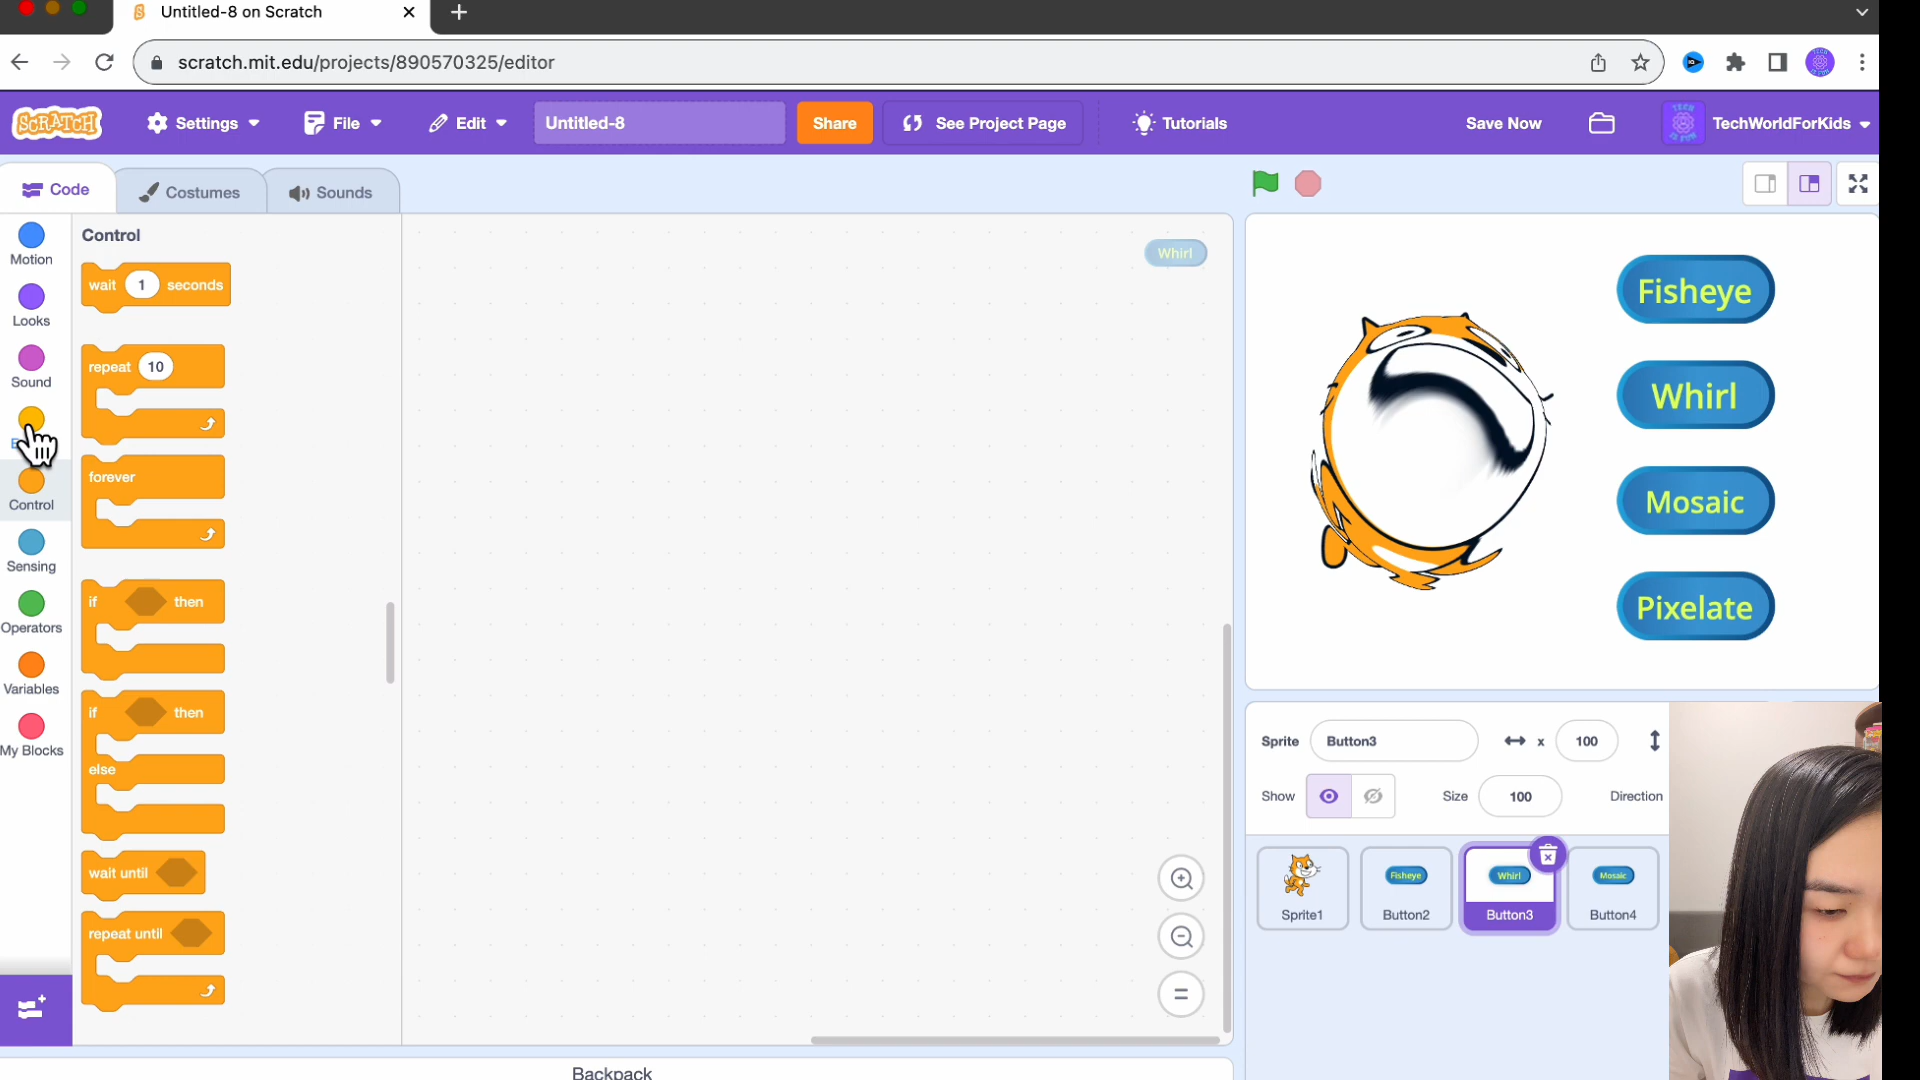 Untitled-8 on Scratch
scratch.mit.edu/projects/890570325/editor
SCRATCH
Settings
File
Edit
Untitled-8
Share
See Project Page
Tutorials
Save Now
TechWorldForKids
Code
Costumes
Sounds
Motion
Looks
Sound
Control
Sensing
Operators
Variables
My Blocks
Control
wait 1 seconds
repeat 10
forever
if then
if then
else
wait until
repeat until
Whirl
Fisheye
Whirl
Mosaic
Pixelate
Sprite Button3 x 100
Show Size 100 Direction
Fisheye
Whirl
Mosaic
Sprite1
Button2
Button3
Button4
Backpack